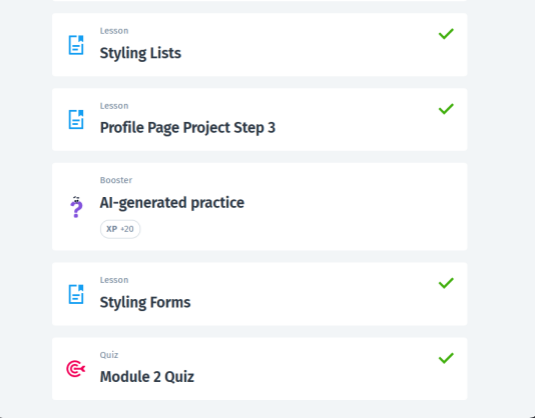 Lesson
Styling Lists
Lesson
Profile Page Project Step 3
Booster
AI-generated practice
XP +20
Lesson
Styling Forms
Quiz
Module 2 Quiz